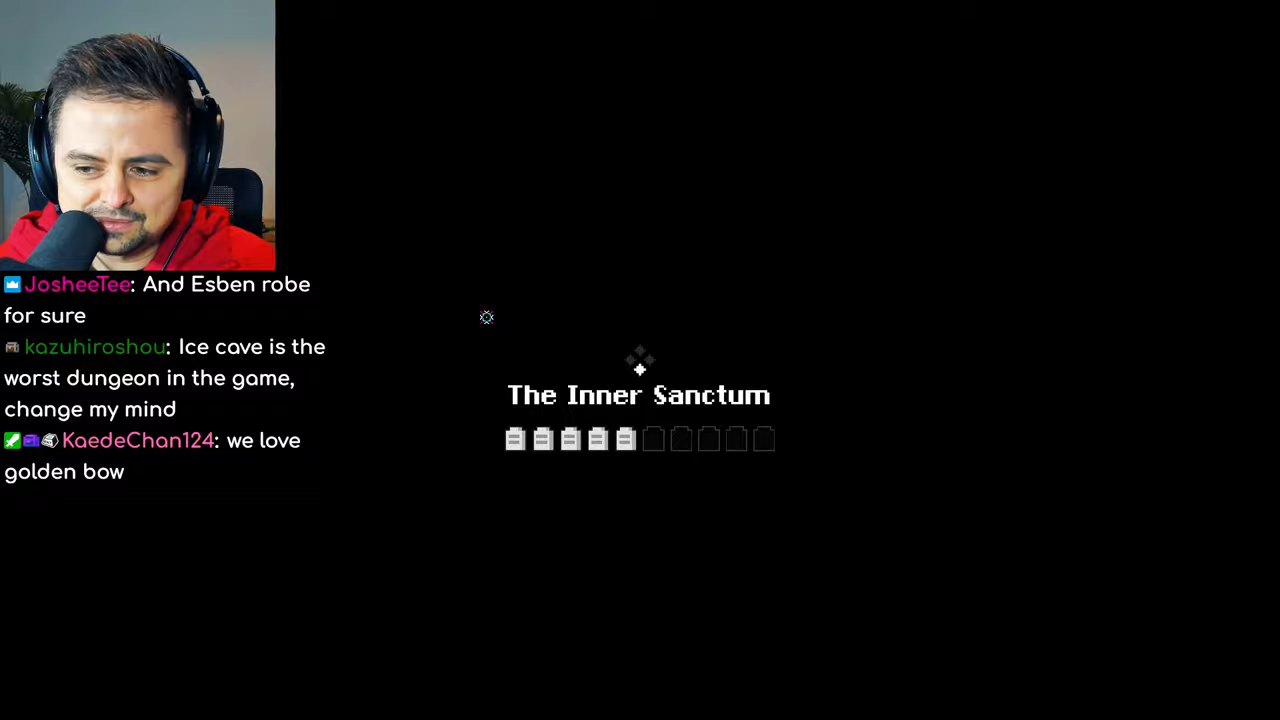 JosheeTee: And Esben robe
for sure
kazuhiroshou: Ice cave is the
worst dungeon in the game,
change my mind
KaedeChan124: we love
golden bow
The Inner Sanctum